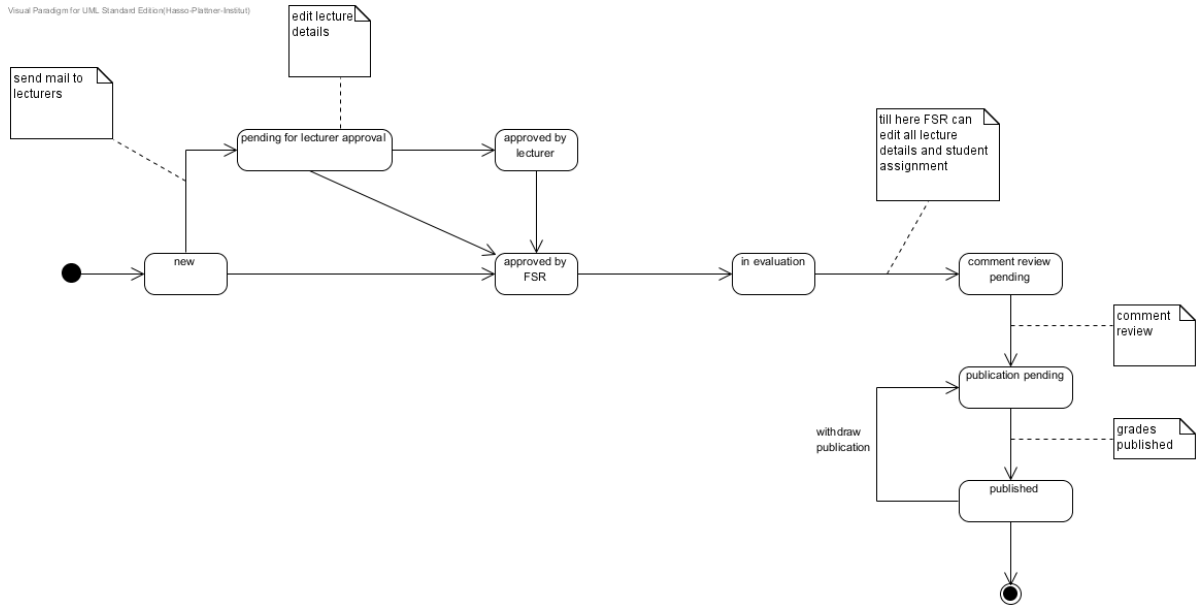 Visual Paradigm for UML Standard Edition(Hasso-Plattner-Institut)
edit lecture
details
send mail to
lecturers
till here FSR can
edit all lecture
details and student
assignment
pending for lecturer approval
approved by
lecturer
new
approved by
FSR
in evaluation
comment review
pending
comment
review
publication pending
withdraw
publication
grades
published
published